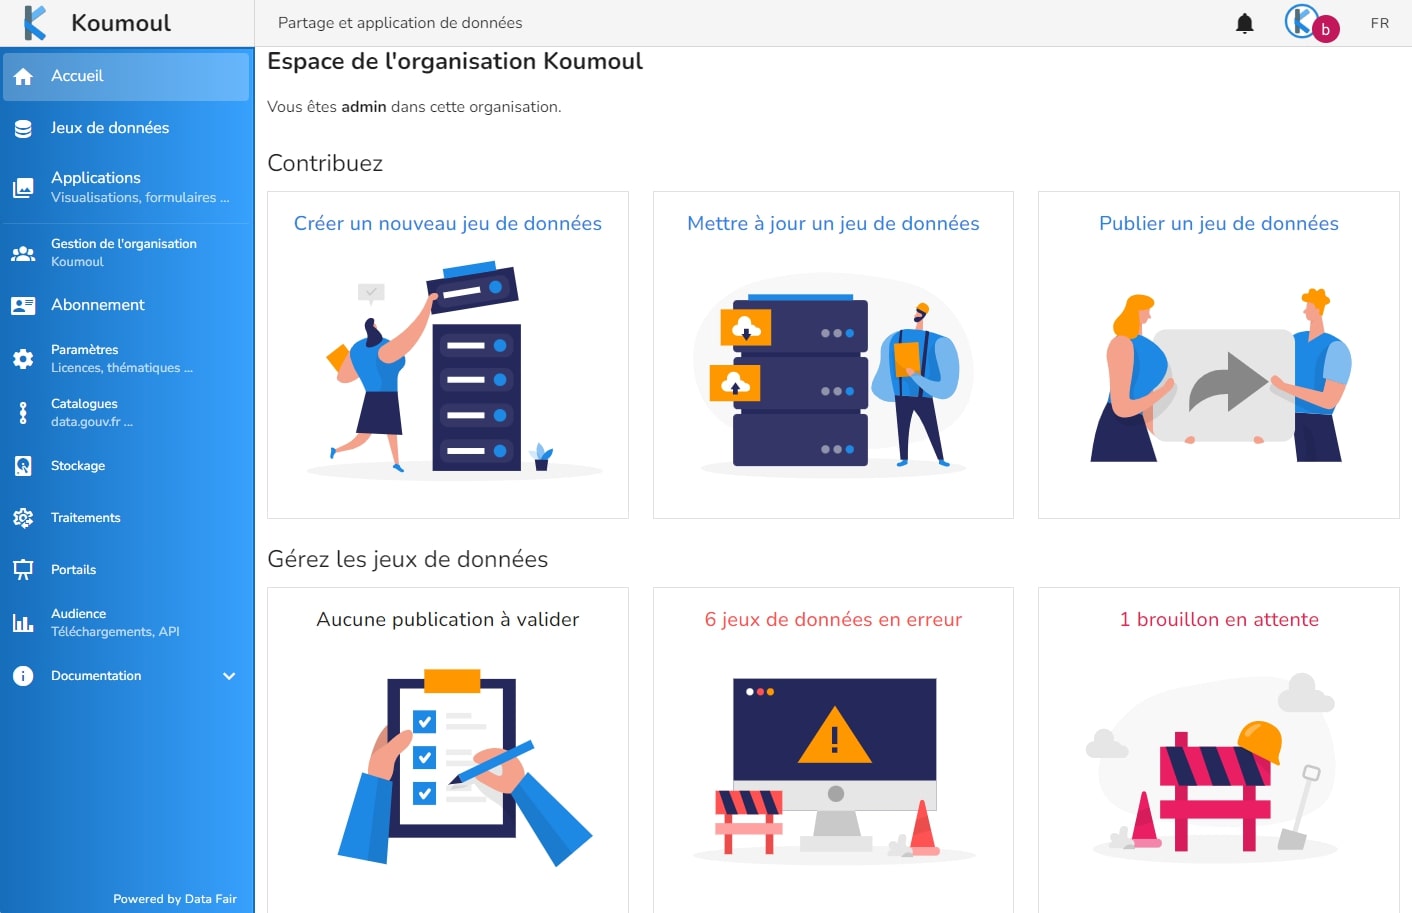 Koumoul
Partage et application de données
b
FR
Accueil
Jeux de données
Applications
Visualisations, formulaires ...
Gestion de l'organisation
Koumoul
Abonnement
Paramètres
Licences, thématiques ...
Catalogues
data.gouv.fr ...
Stockage
Traitements
Portails
Audience
Téléchargements, API
Documentation
Powered by Data Fair
Espace de l'organisation Koumoul
Vous êtes admin dans cette organisation.
Contribuez
Créer un nouveau jeu de données
Mettre à jour un jeu de données
Publier un jeu de données
Gérez les jeux de données
Aucune publication à valider
6 jeux de données en erreur
1 brouillon en attente